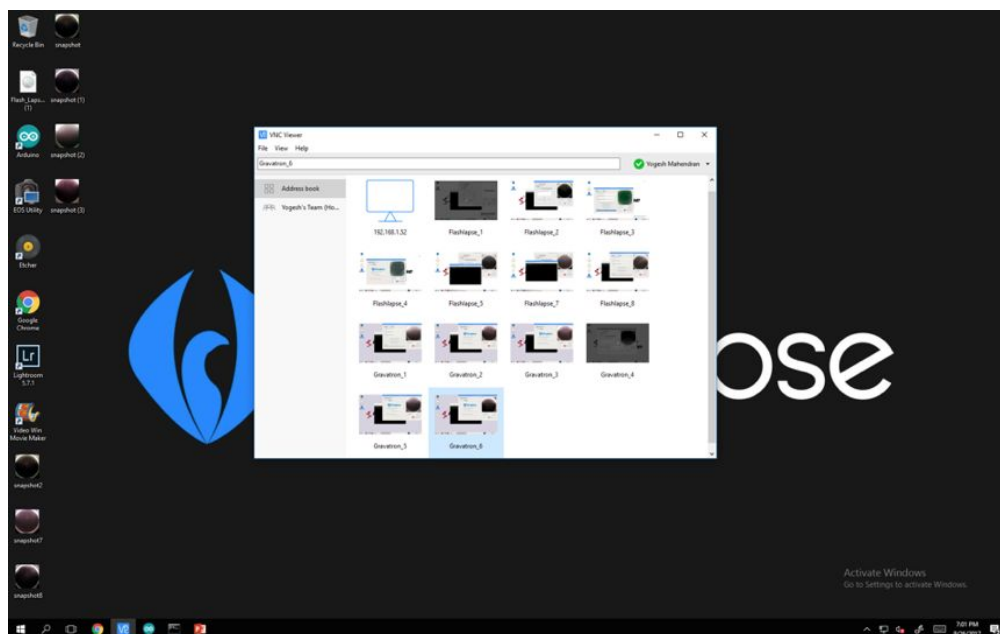 Recycle Bin
snapshot
Flash_Laps... (1)
snapshot (1)
Arduino
snapshot (2)
EOS Utility
snapshot (3)
Etcher
Google
Chrome
Lr
Lightroom
5.7.1
Video Win
Movie Maker
snapshot2
snapshot7
snapshot8
VNC Viewer
File View Help
Gravatron_6
Yogesh Mahendran
Address book
Yogesh's Team (Ho...
192.168.1.52
Flashlapse_1
Flashlapse_2
Flashlapse_3
Flashlapse_4
Flashlapse_5
Flashlapse_7
Flashlapse_8
Gravatron_1
Gravatron_2
Gravatron_3
Gravatron_4
Gravatron_5
Gravatron_6
ose
Activate Windows
Go to Settings to activate Windows.
7:01 PM